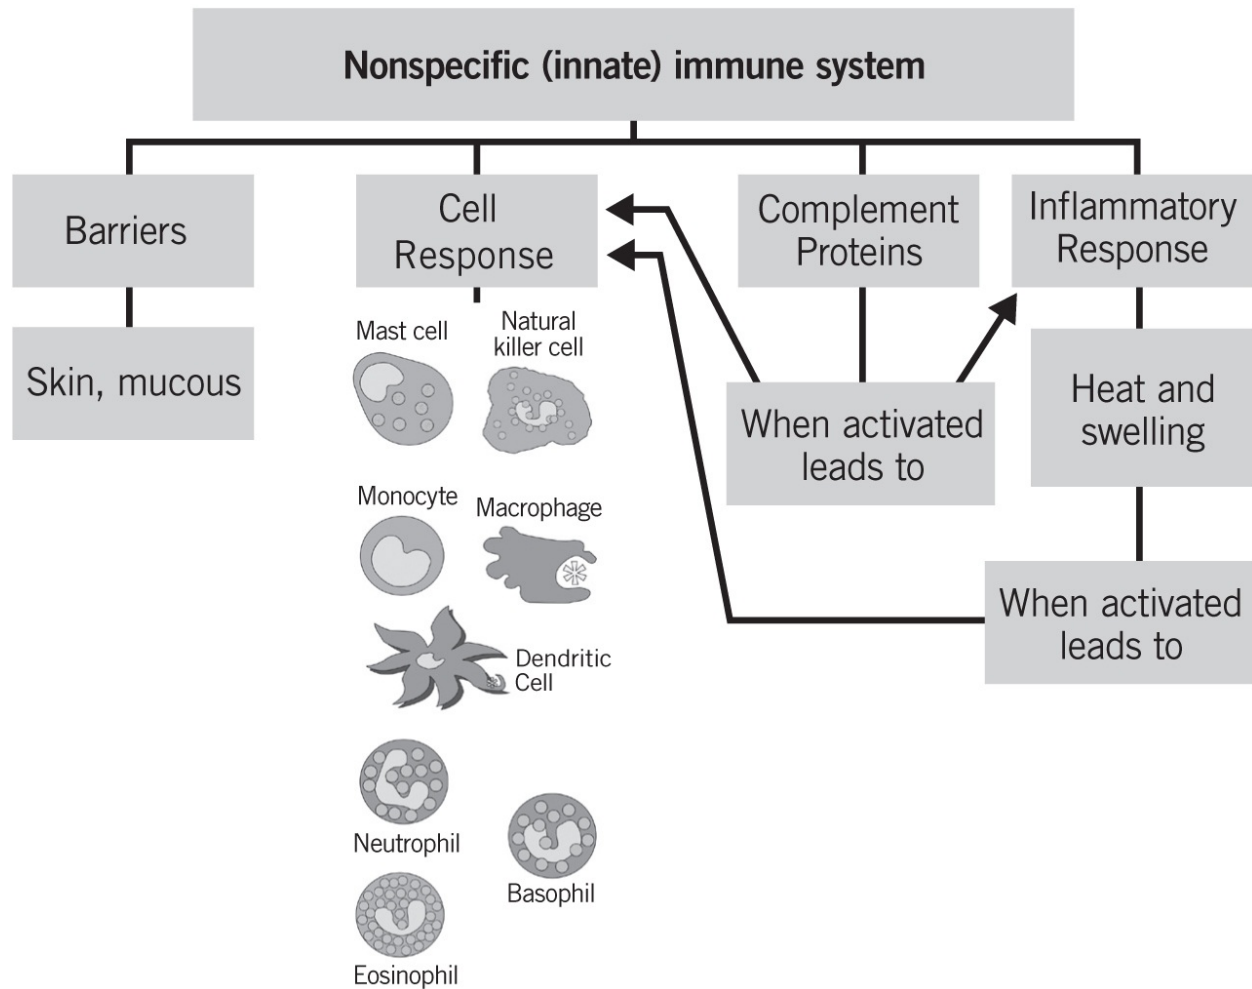 Nonspecific (innate) immune system
Barriers
Skin, mucous
Cell
Response
Mast cell
Natural
killer cell
Monocyte
Macrophage
Dendritic
Cell
Neutrophil
Basophil
Eosinophil
Complement
Proteins
When activated
leads to
Inflammatory
Response
Heat and
swelling
When activated
leads to